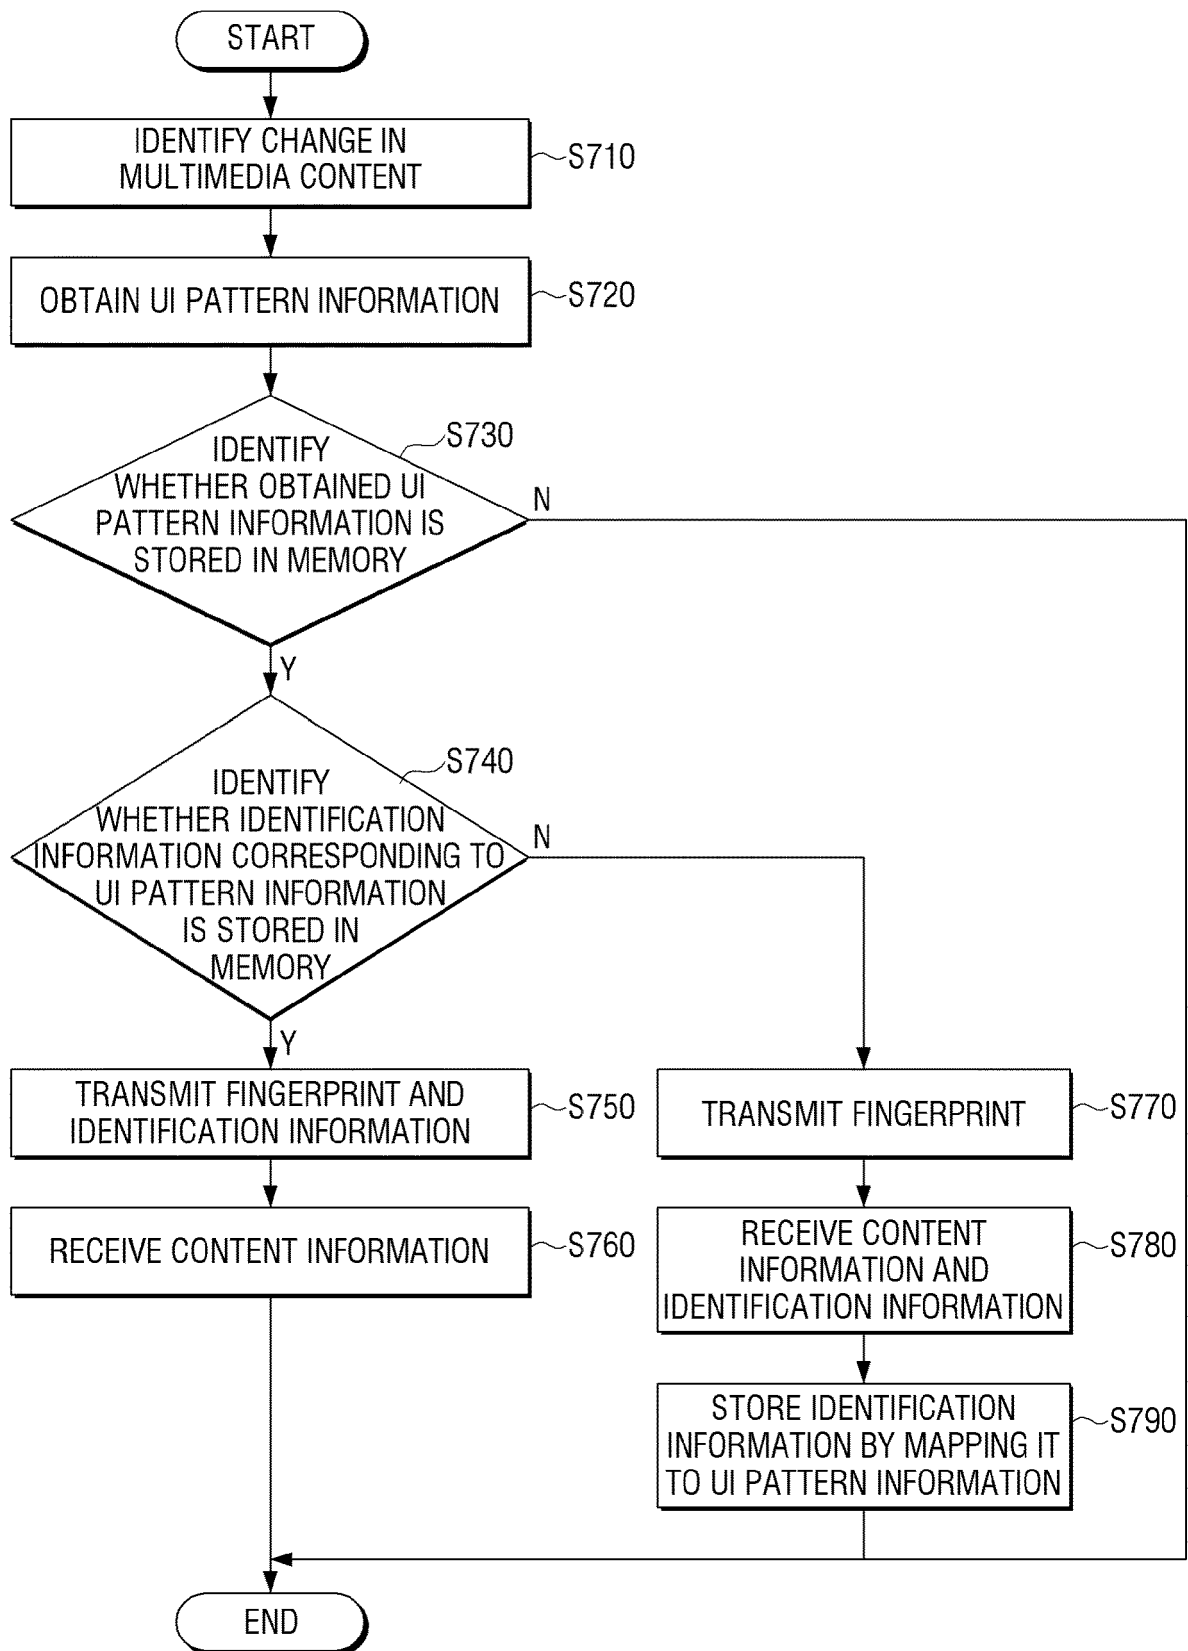 START
IDENTIFY CHANGE IN
MULTIMEDIA CONTENT
S710
OBTAIN UI PATTERN INFORMATION
S720
S730
IDENTIFY
WHETHER OBTAINED UI
PATTERN INFORMATION IS
STORED IN MEMORY
N
Y
S740
IDENTIFY
WHETHER IDENTIFICATION
INFORMATION CORRESPONDING TO
UI PATTERN INFORMATION
IS STORED IN
MEMORY
N
Y
TRANSMIT FINGERPRINT AND
IDENTIFICATION INFORMATION
S750
TRANSMIT FINGERPRINT
S770
RECEIVE CONTENT INFORMATION
S760
RECEIVE CONTENT
INFORMATION AND
IDENTIFICATION INFORMATION
S780
STORE IDENTIFICATION
INFORMATION BY MAPPING IT
TO UI PATTERN INFORMATION
S790
END